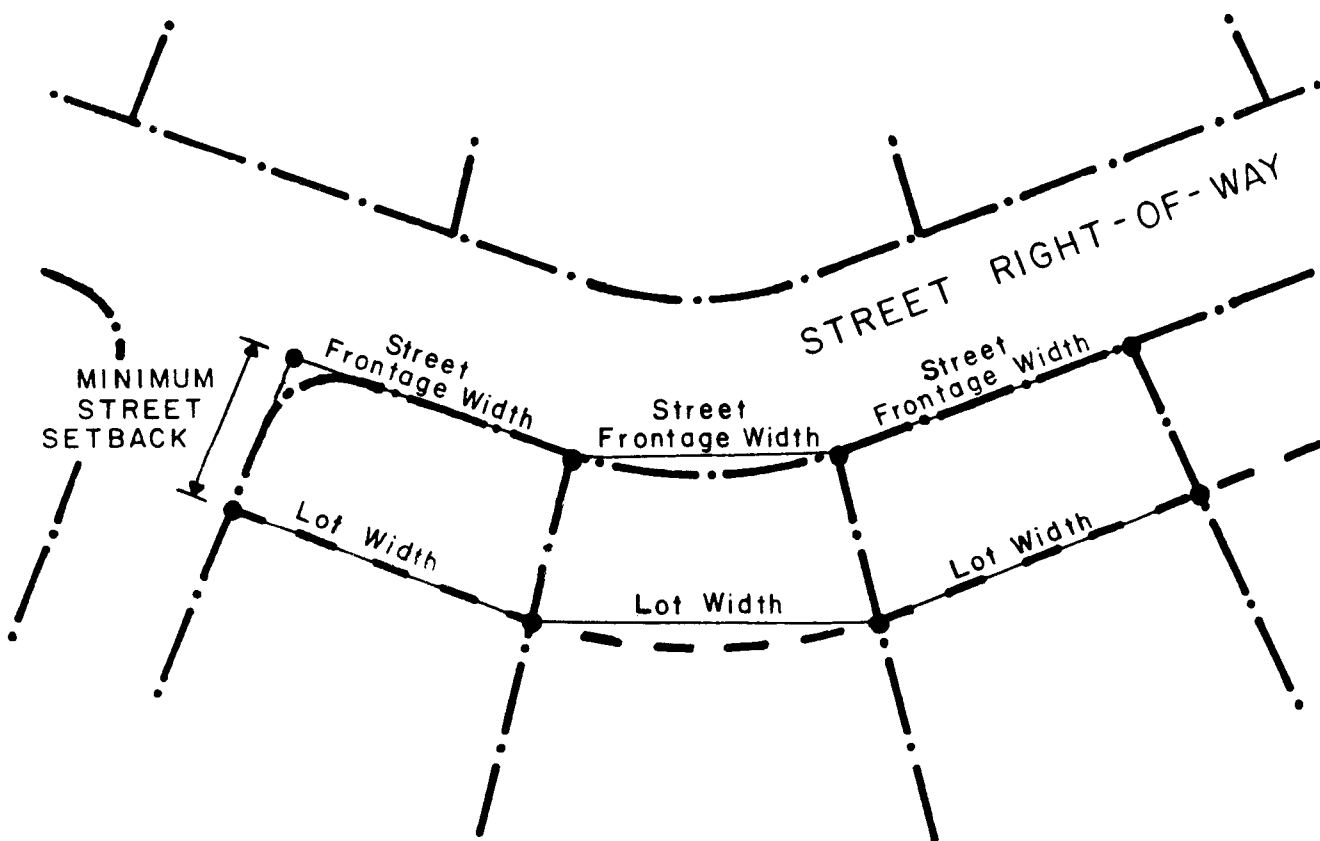 STREET RIGHT-OF-WAY
MINIMUM
STREET
SETBACK
Street
Frontage Width
Street
Frontage Width
Street
Frontage Width
Lot Width
Lot Width
Lot Width